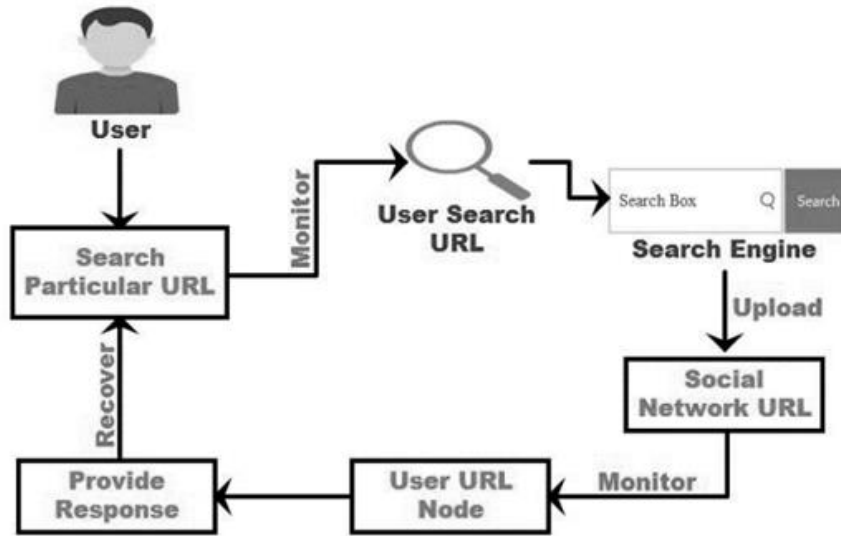 User
Search
Particular URL
Monitor
User Search
URL
Search Box
Search
Search Engine
Upload
Social
Network URL
Monitor
User URL
Node
Provide
Response
Recover